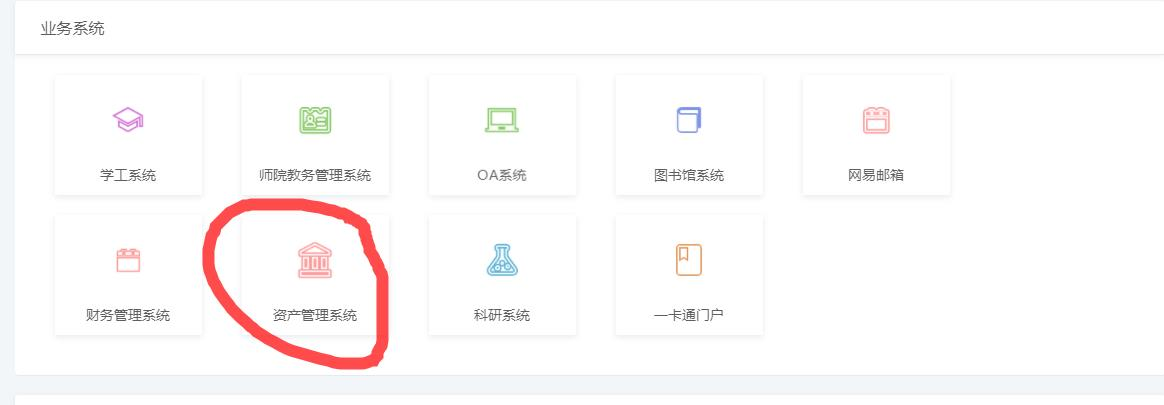 业务系统
学工系统
师院教务管理系统
OA系统
图书馆系统
网易邮箱
财务管理系统
资产管理系统
科研系统
一卡通门户